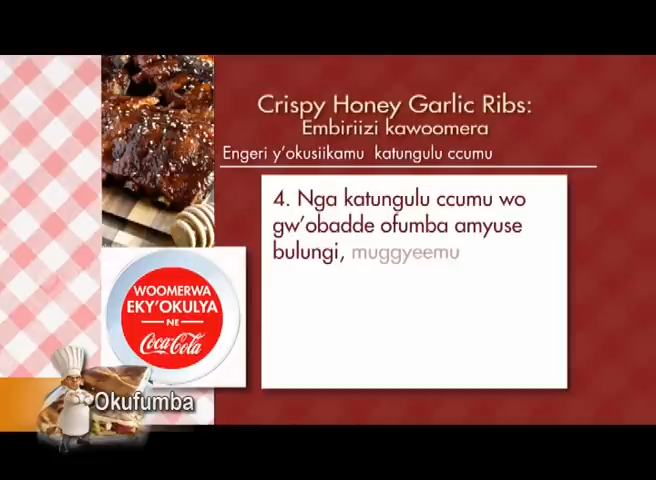 Crispy Honey Garlic Ribs:
Embiriizi kawoomera
Engeri y'okusiikamu katungulu ccumu
4. Nga katungulu ccumu wo
gw'obadde ofumba amyuse
bulungi, muggyeemu
WOOMERWA
EKY'OKULYA
NE
Coca-Cola
Okufumba